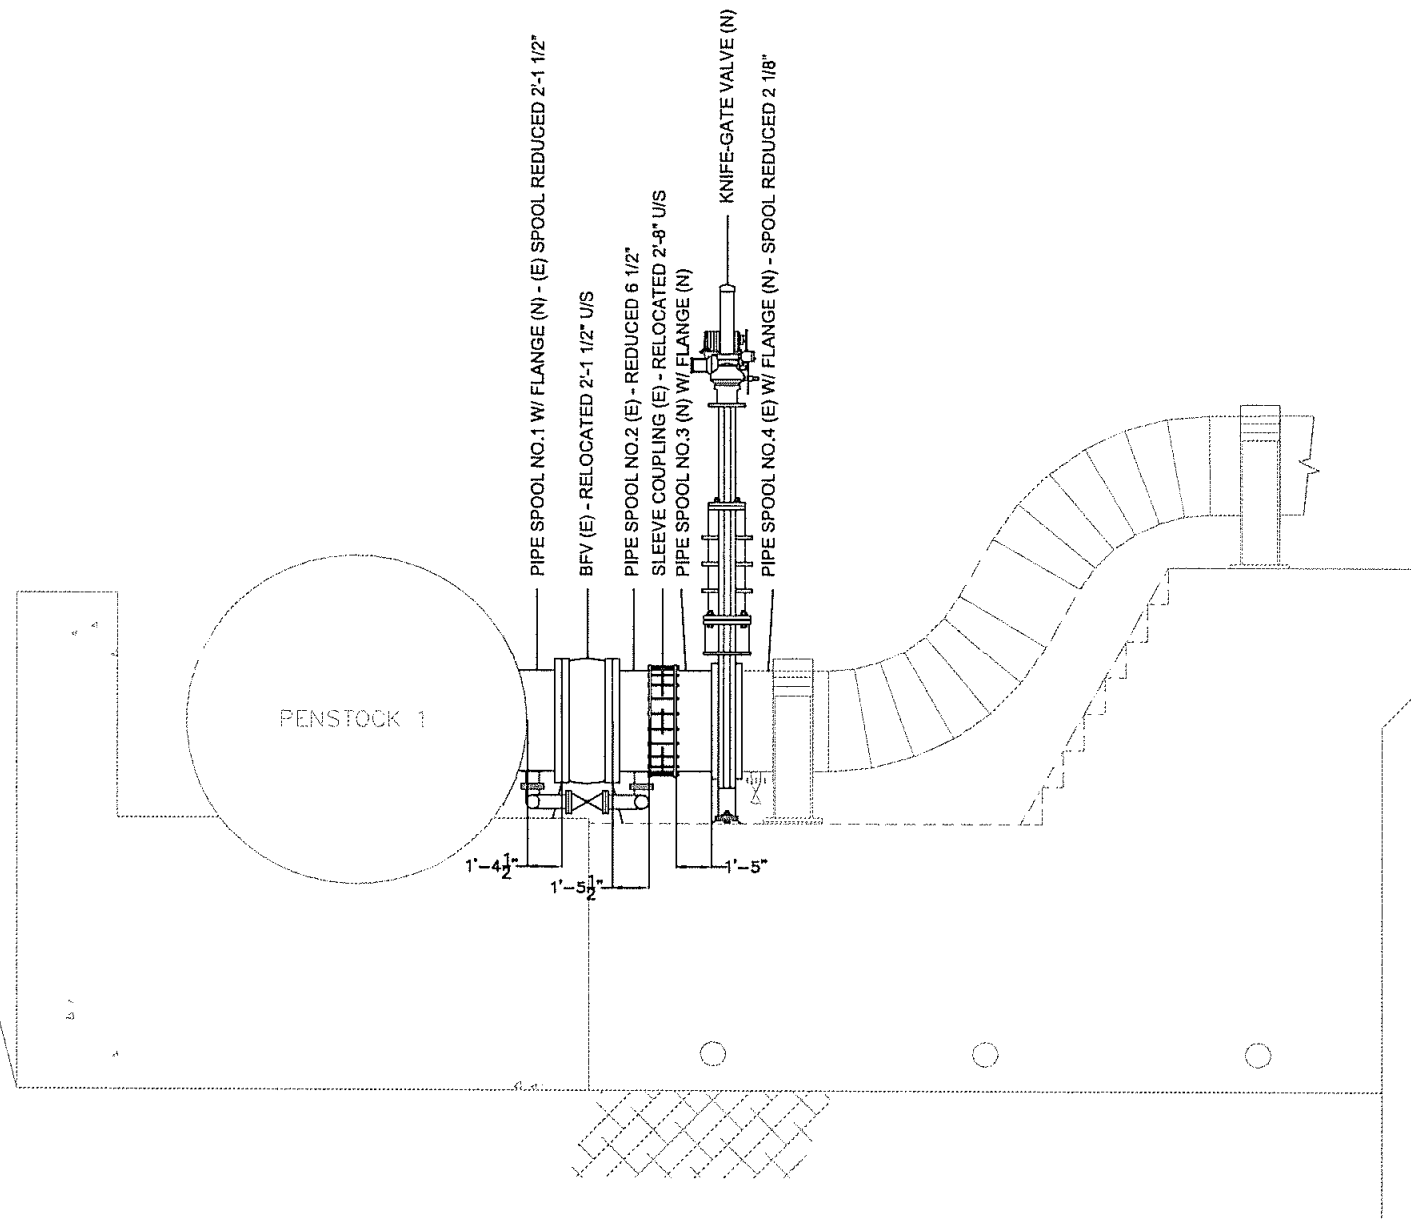 PIPE SPOOL NO.1 W/ FLANGE (N) - (E) SPOOL REDUCED 2'-1 1/2"
BFV (E) - RELOCATED 2'-1 1/2" U/S
PIPE SPOOL NO.2 (E) - REDUCED 6 1/2"
SLEEVE COUPLING (E) - RELOCATED 2'-8" U/S
PIPE SPOOL NO.3 (N) W/ FLANGE (N)
KNIFE-GATE VALVE (N)
PIPE SPOOL NO.4 (E) W/ FLANGE (N) - SPOOL REDUCED 2 1/8"
PENSTOCK 1
1'-4 1/2"
1'-5 1/2"
1'-5"